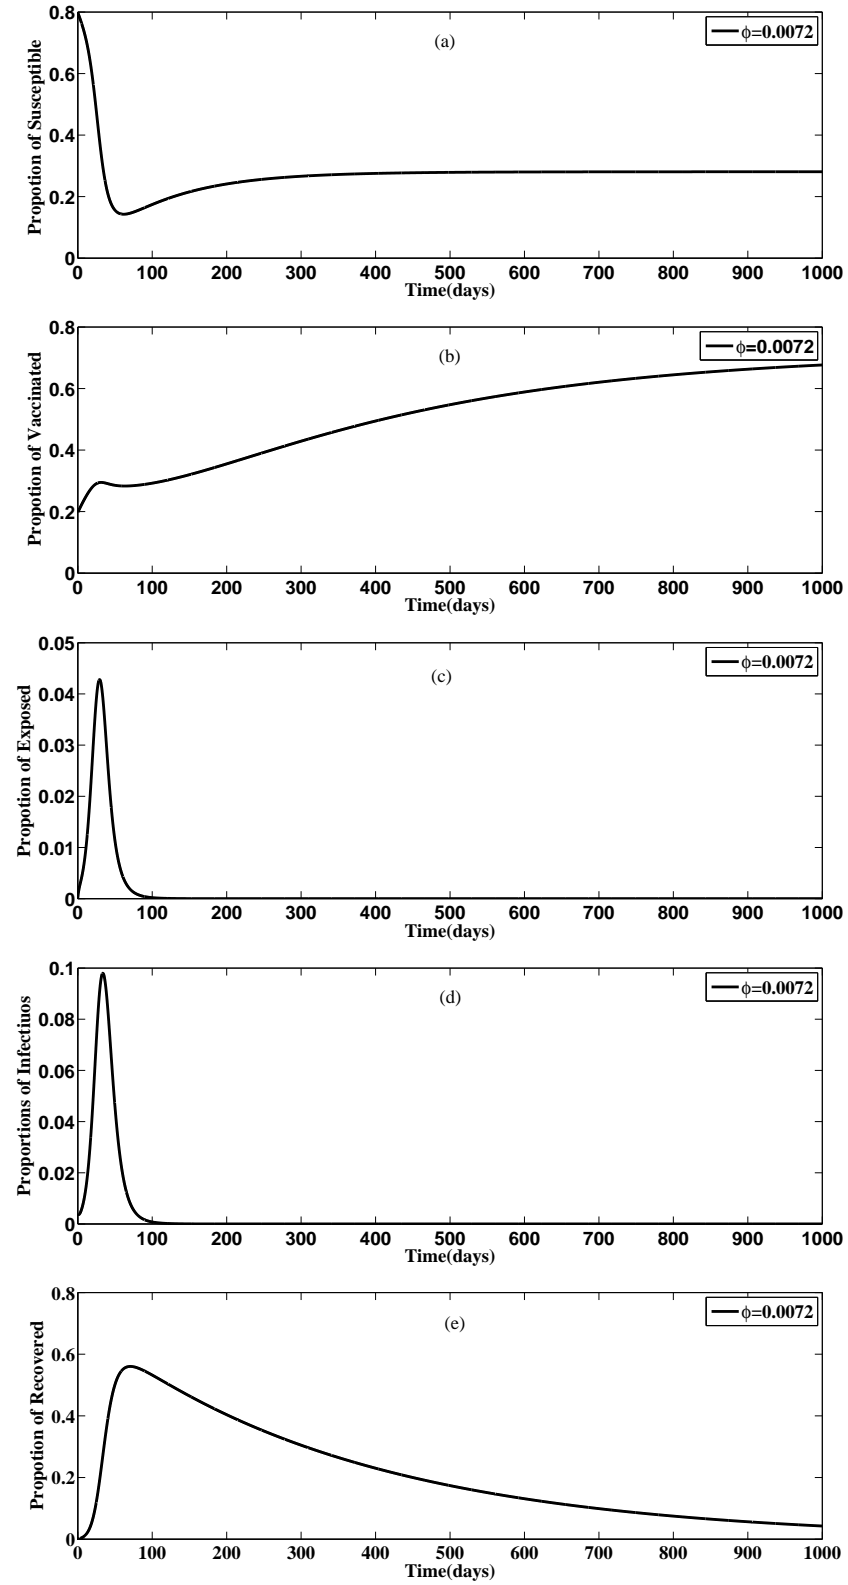 0.8
(a)
ϕ=0.0072
0.6
0.4
0.2
0
Propotion of Susceptible
0 100 200 300 400 500 600 700 800 900 1000
Time(days)
0.8
(b)
ϕ=0.0072
0.6
0.4
0.2
0
Propotion of Vaccinated
0 100 200 300 400 500 600 700 800 900 1000
Time(days)
0.05
(c)
ϕ=0.0072
0.04
0.03
0.02
0.01
0
Propotion of Exposed
0 100 200 300 400 500 600 700 800 900 1000
Time(days)
0.1
(d)
ϕ=0.0072
0.08
0.06
0.04
0.02
0
Proportions of Infectiuos
0 100 200 300 400 500 600 700 800 900 1000
Time(days)
0.8
(e)
ϕ=0.0072
0.6
0.4
0.2
0
Propotion of Recovered
0 100 200 300 400 500 600 700 800 900 1000
Time(days)